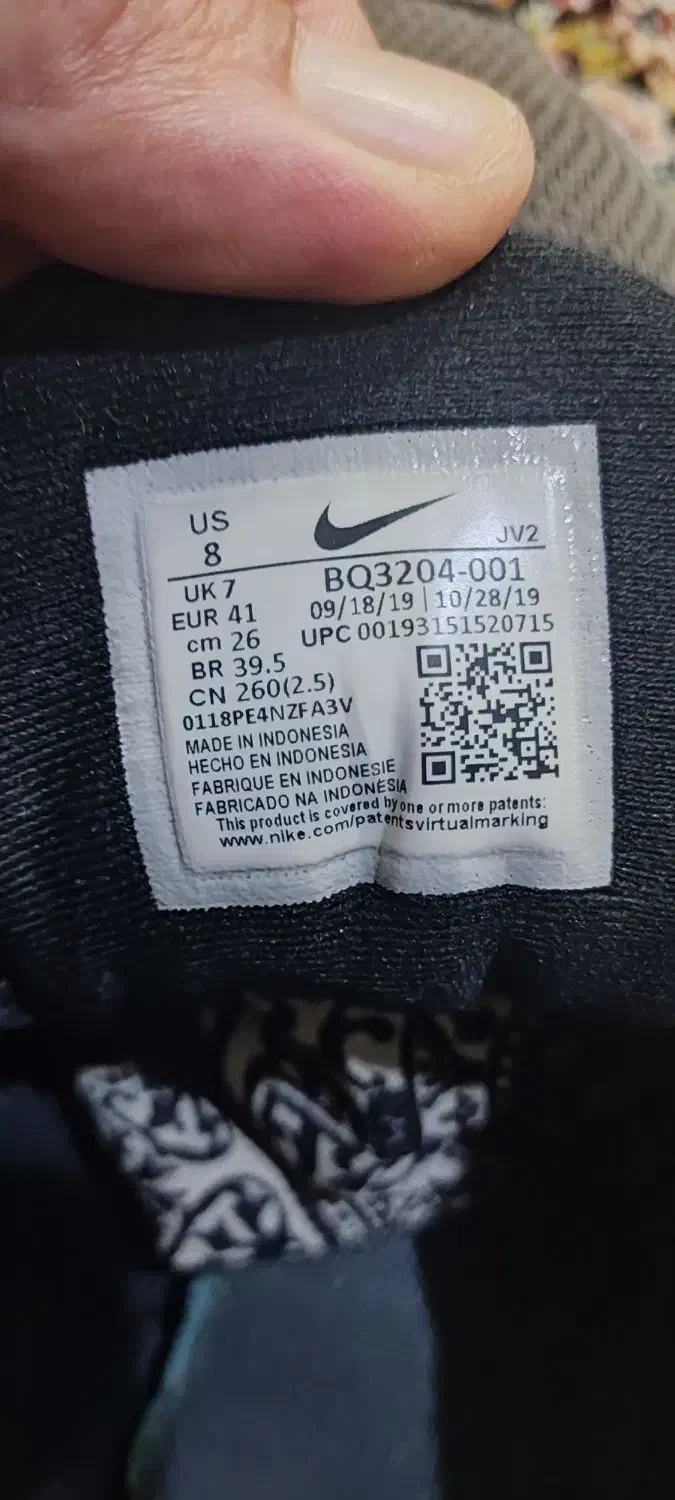 US
8
JV2
UK 7
EUR 41
cm 26
BR 39.5
CN 260(2.5)
BQ3204-001
09/18/19 | 10/28/19
UPC 00193151520715
0118PE4NZFA3V
MADE IN INDONESIA
HECHO EN INDONESIA
FABRIQUE EN INDONESIE
FABRICADO NA INDONÉSIA
This product is covered by one or more patents:
www.nike.com/patentsvirtualmarking